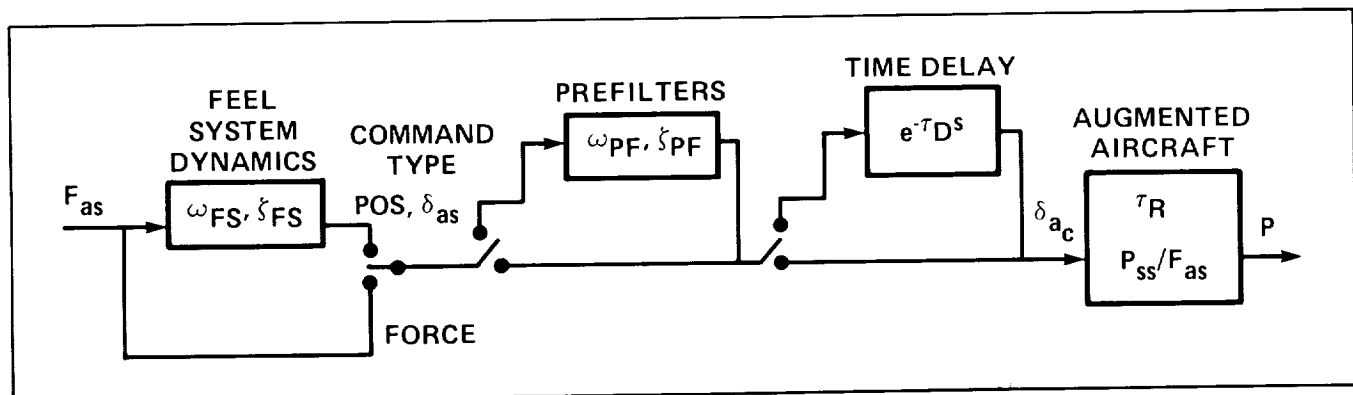 FEEL
SYSTEM
DYNAMICS
F_as
ω_FS, ζ_FS
COMMAND
TYPE
POS, δ_as
FORCE
PREFILTERS
ω_PF, ζ_PF
TIME DELAY
e^-τD^s
δ_a_c
AUGMENTED
AIRCRAFT
τ_R
P_ss/F_as
P